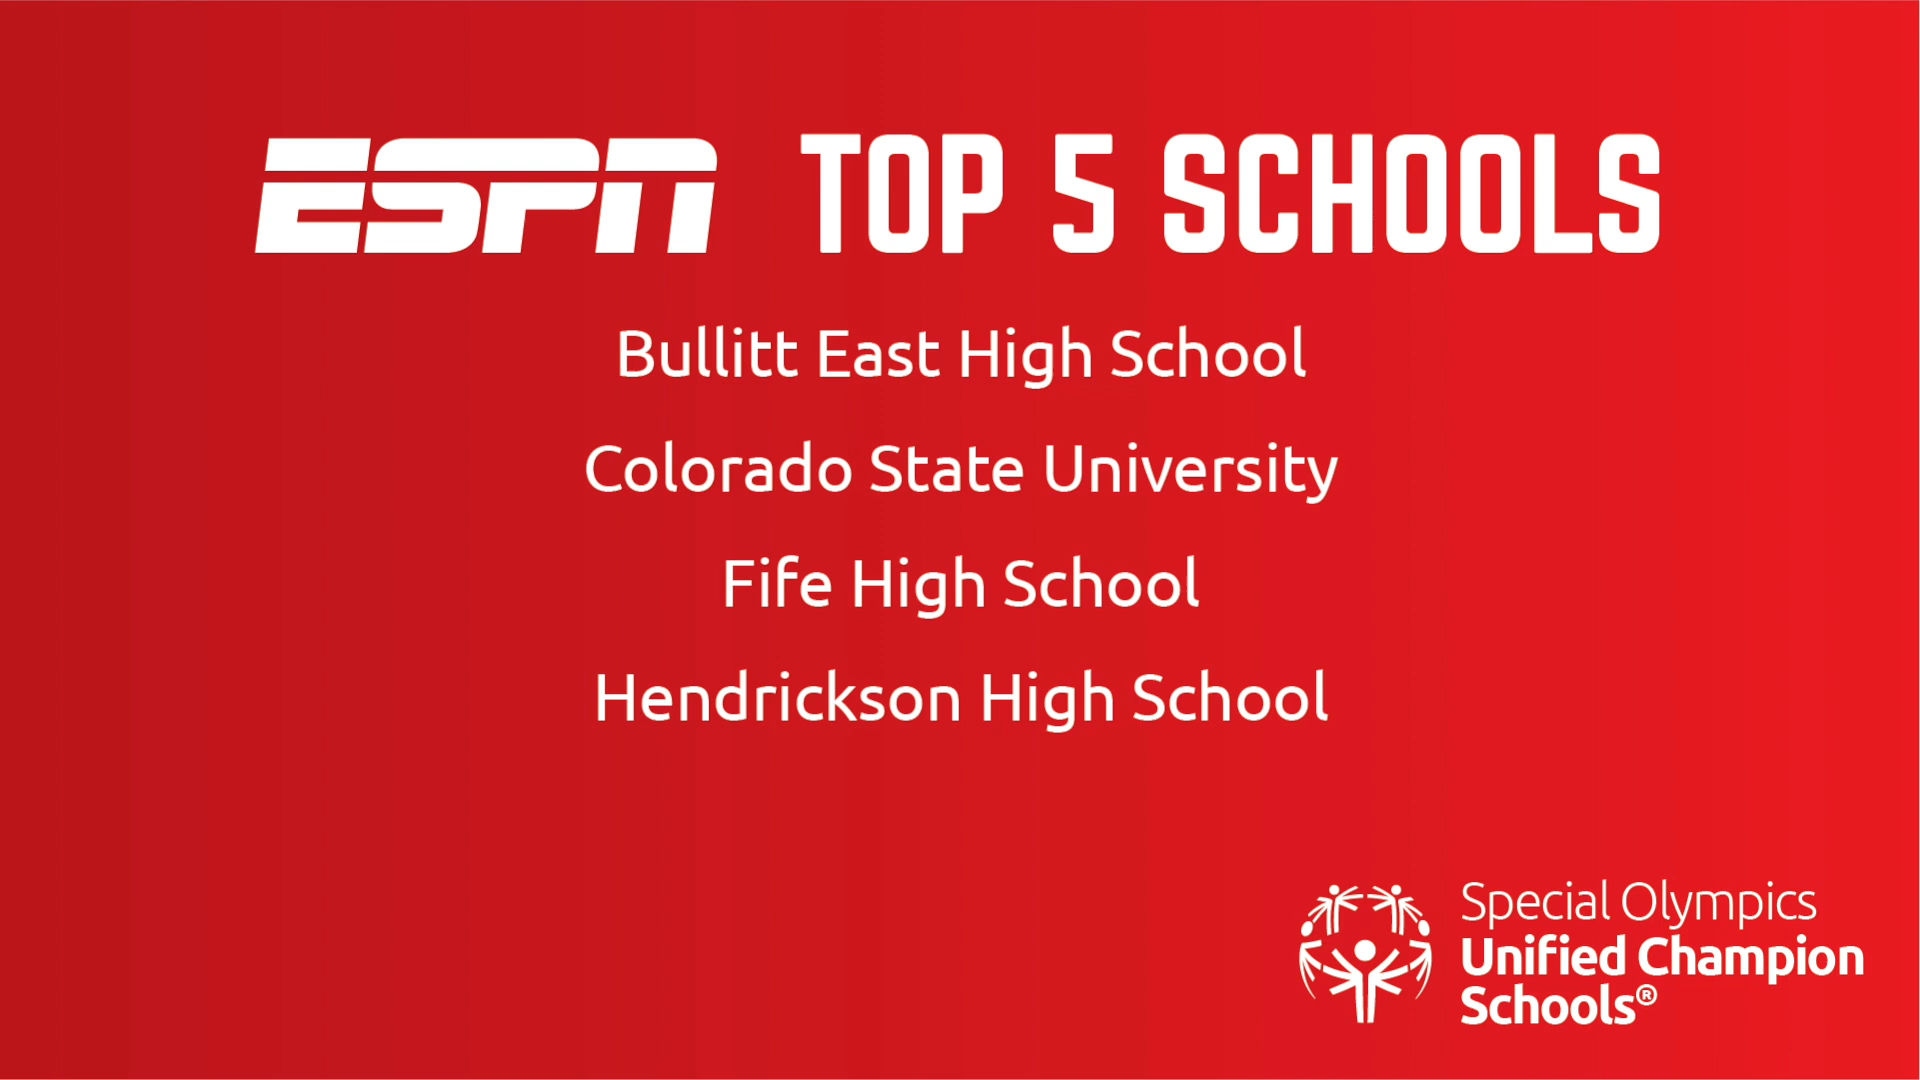 ESPN TOP 5 SCHOOLS
Bullitt East High School
Colorado State University
Fife High School
Hendrickson High School
Special Olympics
Unified Champion
Schools®